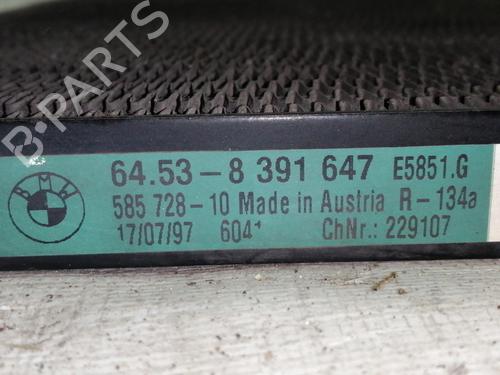 B-PARTS
BMW
64.53-8 391 647 E5851.G
585 728-10 Made in Austria R-134a
17/07/97 604 ChNr.: 229107